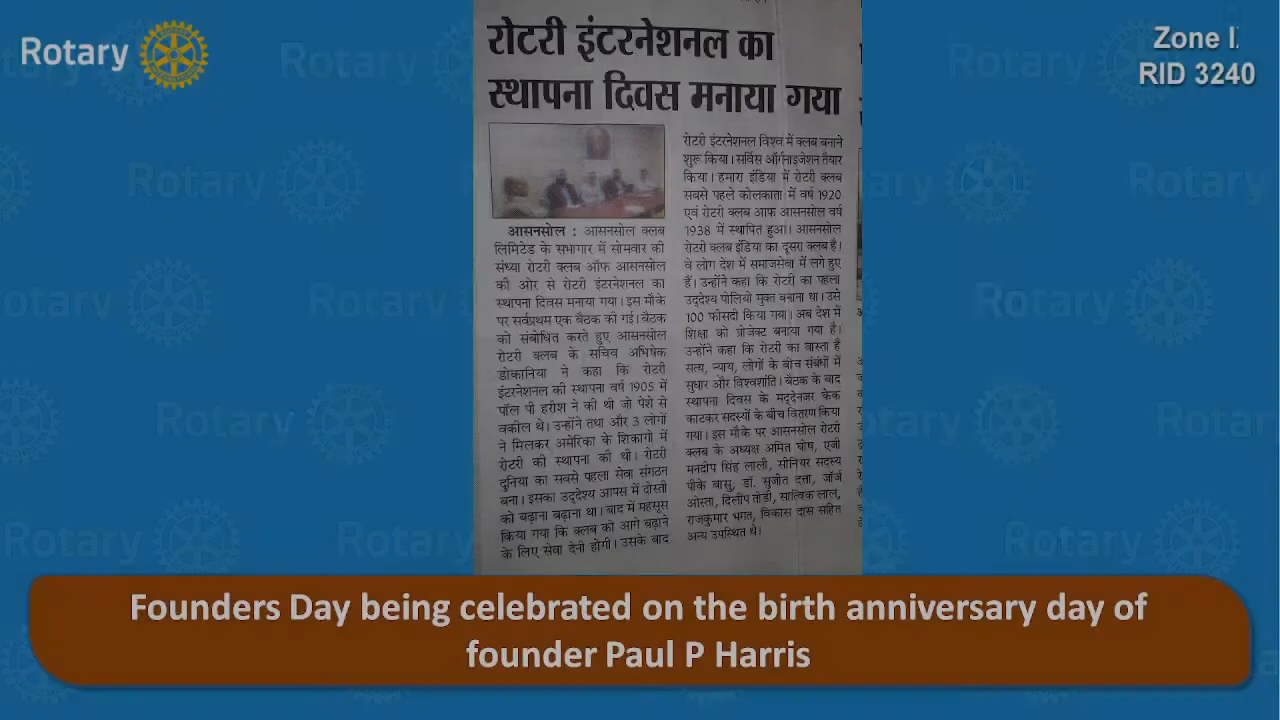 Rotary
Zone I
RID 3240
रोटरी इंटरनेशनल का
स्थापना दिवस मनाया गया
आसनसोल : आसनसोल क्लब
लिमिटेड के सभागार में सोमवार की
संध्या रोटरी क्लब ऑफ आसनसोल
की ओर से रोटरी इंटरनेशनल का
स्थापना दिवस मनाया गया। इस मौके
पर सर्वप्रथम एक बैठक की गई। बैठक
को संबोधित करते हुए आसनसोल
रोटरी क्लब के सचिव अभिषेक
डोकानिया ने कहा कि रोटरी
इंटरनेशनल की स्थापना वर्ष 1905 में
पॉल पी हरीश ने की थी जो पेशे से
वकील थे। उन्होंने तथा और 3 लोगों
ने मिलकर अमेरिका के शिकागो में
रोटरी की स्थापना की थी। रोटरी
दुनिया का सबसे पहला सेवा संगठन
बना। इसका उद्देश्य आपस में दोस्ती
को बढ़ाना बढ़ाना था। बाद में महसूस
किया गया कि क्लब को आगे बढ़ाने
के लिए सेवा देनी होगी। उसके बाद
रोटरी इंटरनेशनल विश्व में क्लब बनाने
शुरू किया। सर्विस ऑर्गनाइजेशन तैयार
किया। हमारा इंडिया में रोटरी क्लब
सबसे पहले कोलकाता में वर्ष 1920
एवं रोटरी क्लब आफ आसनसोल वर्ष
1938 में स्थापित हुआ। आसनसोल
रोटरी क्लब इंडिया का दूसरा क्लब है।
वे लोग देश में समाजसेवा में लगे हुए
हैं। उन्होंने कहा कि रोटरी का पहला
उद्देश्य पोलियो मुक्त बनाना था। उसे
100 फीसदी किया गया। अब देश में
शिक्षा को प्रोजेक्ट बनाया गया है।
उन्होंने कहा कि रोटरी का वास्ता है
सत्य, न्याय, लोगों के बीच संबंधों में
सुधार और विश्वशांति। बैठक के बाद
स्थापना दिवस के मद्देनजर केक
काटकर सदस्यों के बीच वितरण किया
गया। इस मौके पर आसनसोल रोटरी
क्लब के अध्यक्ष अमित घोष, एजी
मनदीप सिंह लाली, सीनियर सदस्य
पीके बासु, डॉ. सुजीत दत्ता, जॉर्ज
ओस्ता, दिलीप तोडी, सात्विक लाल,
राजकुमार भगत, विकास दास सहित
अन्य उपस्थित थे।
Founders Day being celebrated on the birth anniversary day of
founder Paul P Harris